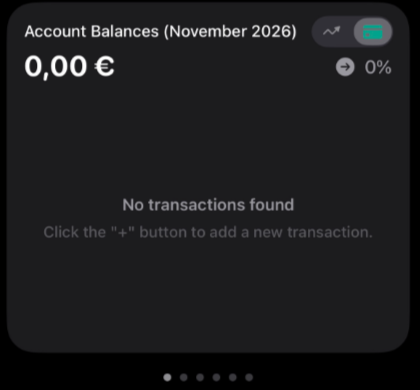 Account Balances (November 2026)
0,00 €
0%
No transactions found
Click the "+" button to add a new transaction.